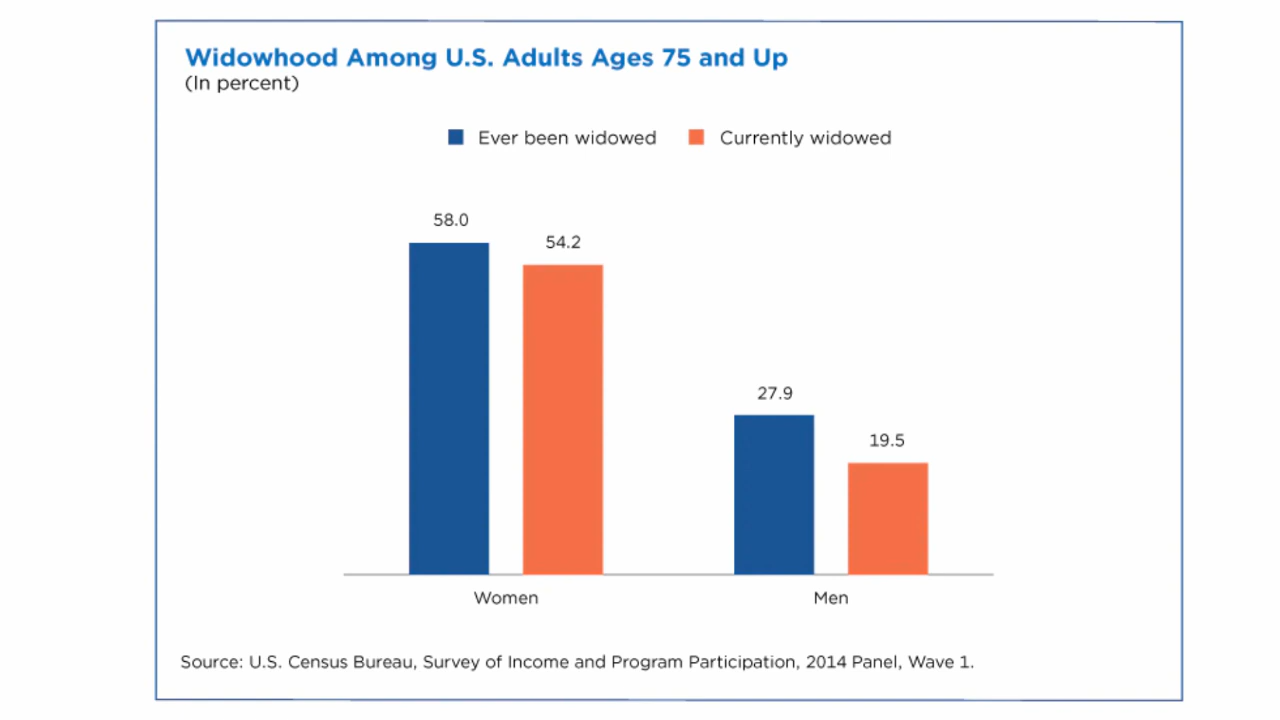 Widowhood Among U.S. Adults Ages 75 and Up
(In percent)
Ever been widowed Currently widowed
58.0
54.2
27.9
19.5
Women Men
Source: U.S. Census Bureau, Survey of Income and Program Participation, 2014 Panel, Wave 1.